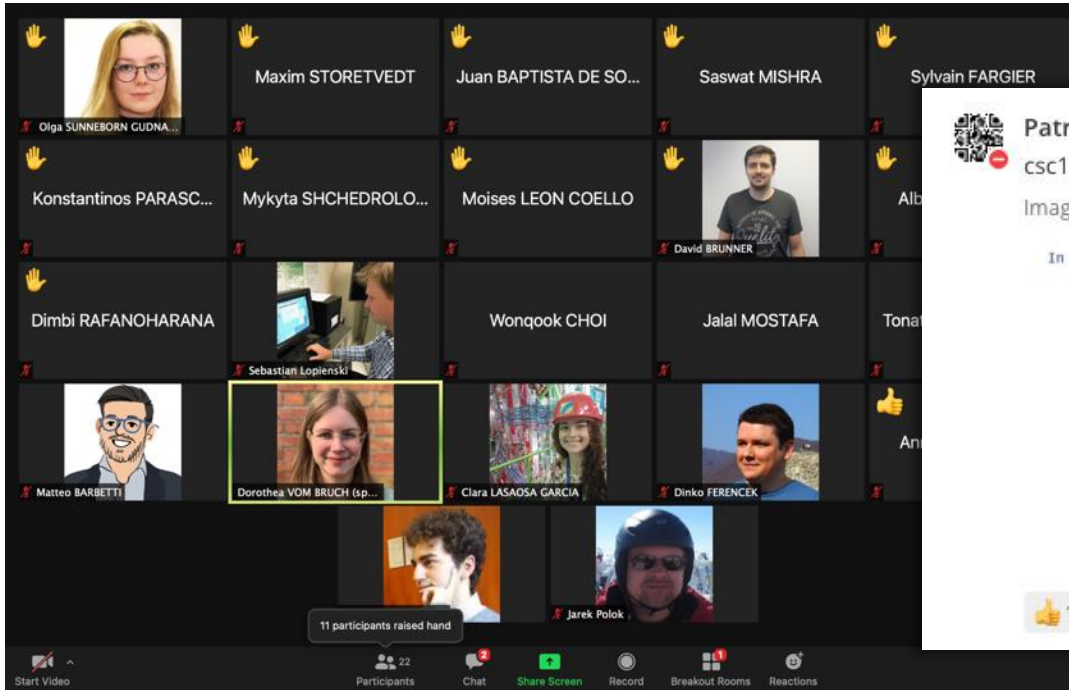 Olga SUNNEBORN GUDNA...
Maxim STORETVEDT
Juan BAPTISTA DE SO...
Saswat MISHRA
Sylvain FARGIER
Konstantinos PARASC...
Mykyta SHCHEDROLO...
Moises LEON COELLO
David BRUNNER
Alb
Dimbi RAFANOHARANA
Sebastian Lopienski
Wonqook CHOI
Jalal MOSTAFA
Tona
Matteo BARBETTI
Dorothea VOM BRUCH (sp...
Clara LASAOSA GARCIA
Dinko FERENCEK
An
Jarek Polok
11 participants raised hand
Start Video
22
Participants
2
Chat
Share Screen
Record
1
Breakout Rooms
Reactions
Patr
csc1
Imag
In